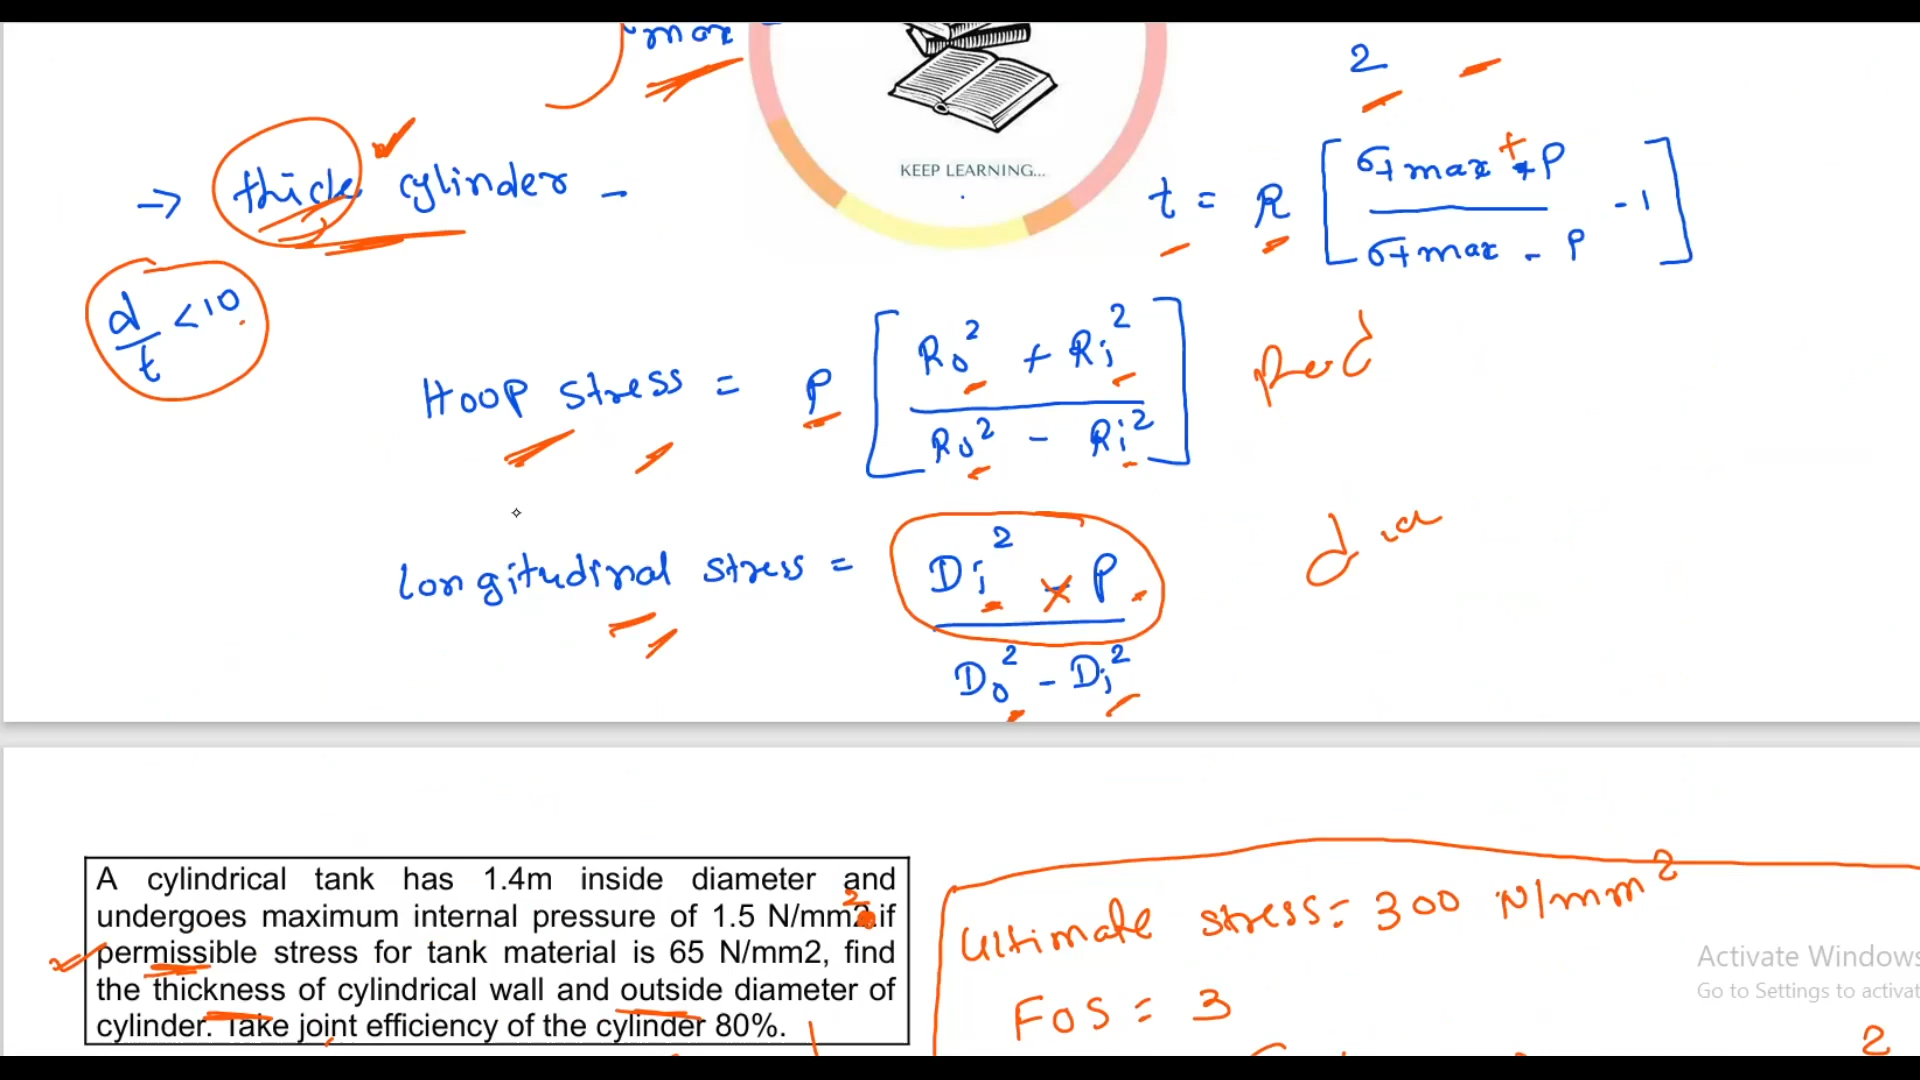 max
2
KEEP LEARNING...
→ thick cylinder -
t = R [ σt max + P / σt max - P - 1 ]
d/t < 10
Hoop stress = P [ Ro² + Ri² / Ro² - Ri² ]
Longitudinal stress = Di² × P / Do² - Di²
dia
A cylindrical tank has 1.4m inside diameter and
undergoes maximum internal pressure of 1.5 N/mm2 if
permissible stress for tank material is 65 N/mm2, find
the thickness of cylindrical wall and outside diameter of
cylinder. Take joint efficiency of the cylinder 80%.
Ultimate stress = 300 N/mm²
FOS = 3
2
Activate Windows
Go to Settings to activat